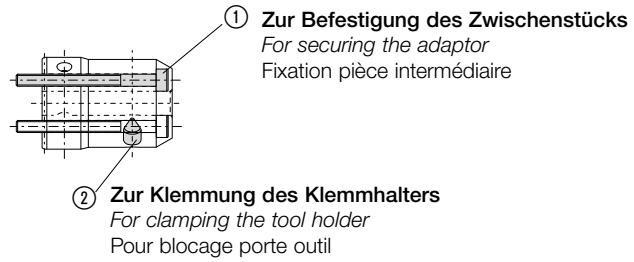 ① Zur Befestigung des Zwischenstücks
For securing the adaptor
Fixation pièce intermédiaire
② Zur Klemmung des Klemmhalters
For clamping the tool holder
Pour blocage porte outil